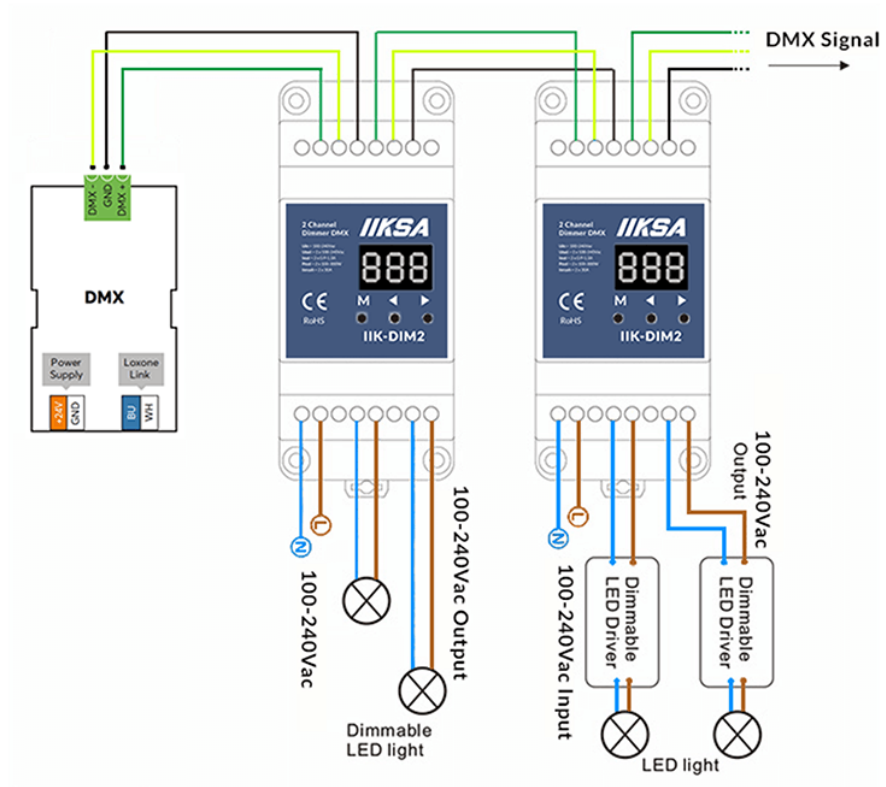 DMX Signal
DMX -
GND
DMX +
DMX
Power
Supply
Loxone
Link
+24V
GND
BU
WH
2 Channel
Dimmer DMX
IIKSA
888
CE
RoHS
M
IIK-DIM2
N
L
100-240Vac
100-240Vac Output
Dimmable
LED light
2 Channel
Dimmer DMX
IIKSA
888
CE
RoHS
M
IIK-DIM2
N
L
100-240Vac Input
100-240Vac
Output
Dimmable
LED Driver
Dimmable
LED Driver
LED light